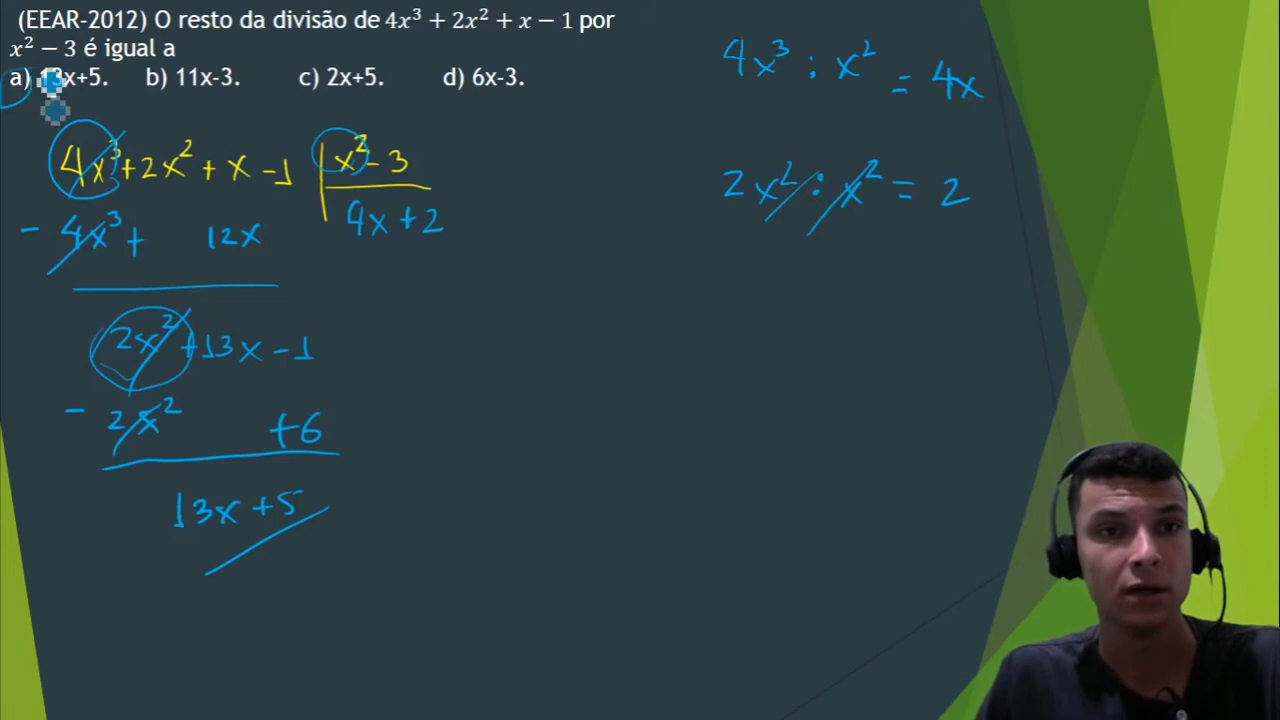 (EEAR-2012) O resto da divisão de 4x³ + 2x² + x − 1 por
x² − 3 é igual a
a) 13x+5. b) 11x-3. c) 2x+5. d) 6x-3.
4x³ : x² = 4x
4x³ + 2x² + x − 1 | x² − 3
2x² : x² = 2
− 4x³ + 12x 4x + 2
2x² + 13x − 1
− 2x² + 6
13x + 5